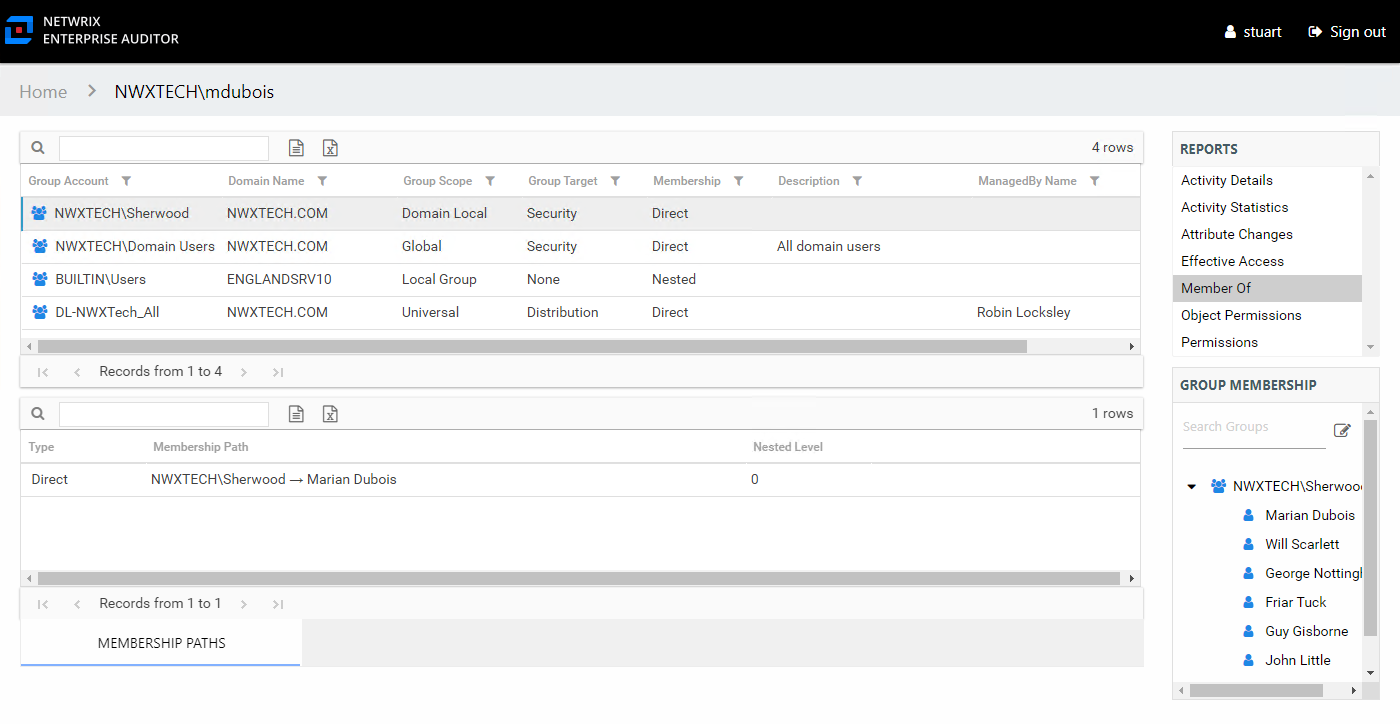 NETWRIX
ENTERPRISE AUDITOR
stuart
Sign out
Home > NWXTECH\mdubois
4 rows
Group Account Domain Name Group Scope Group Target Membership Description ManagedBy Name
NWXTECH\Sherwood NWXTECH.COM Domain Local Security Direct
NWXTECH\Domain Users NWXTECH.COM Global Security Direct All domain users
BUILTIN\Users ENGLANDSRV10 Local Group None Nested
DL-NWXTech_All NWXTECH.COM Universal Distribution Direct Robin Locksley
Records from 1 to 4
1 rows
Type Membership Path Nested Level
Direct NWXTECH\Sherwood → Marian Dubois 0
Records from 1 to 1
MEMBERSHIP PATHS
REPORTS
Activity Details
Activity Statistics
Attribute Changes
Effective Access
Member Of
Object Permissions
Permissions
GROUP MEMBERSHIP
Search Groups
NWXTECH\Sherwoo
Marian Dubois
Will Scarlett
George Notting
Friar Tuck
Guy Gisborne
John Little